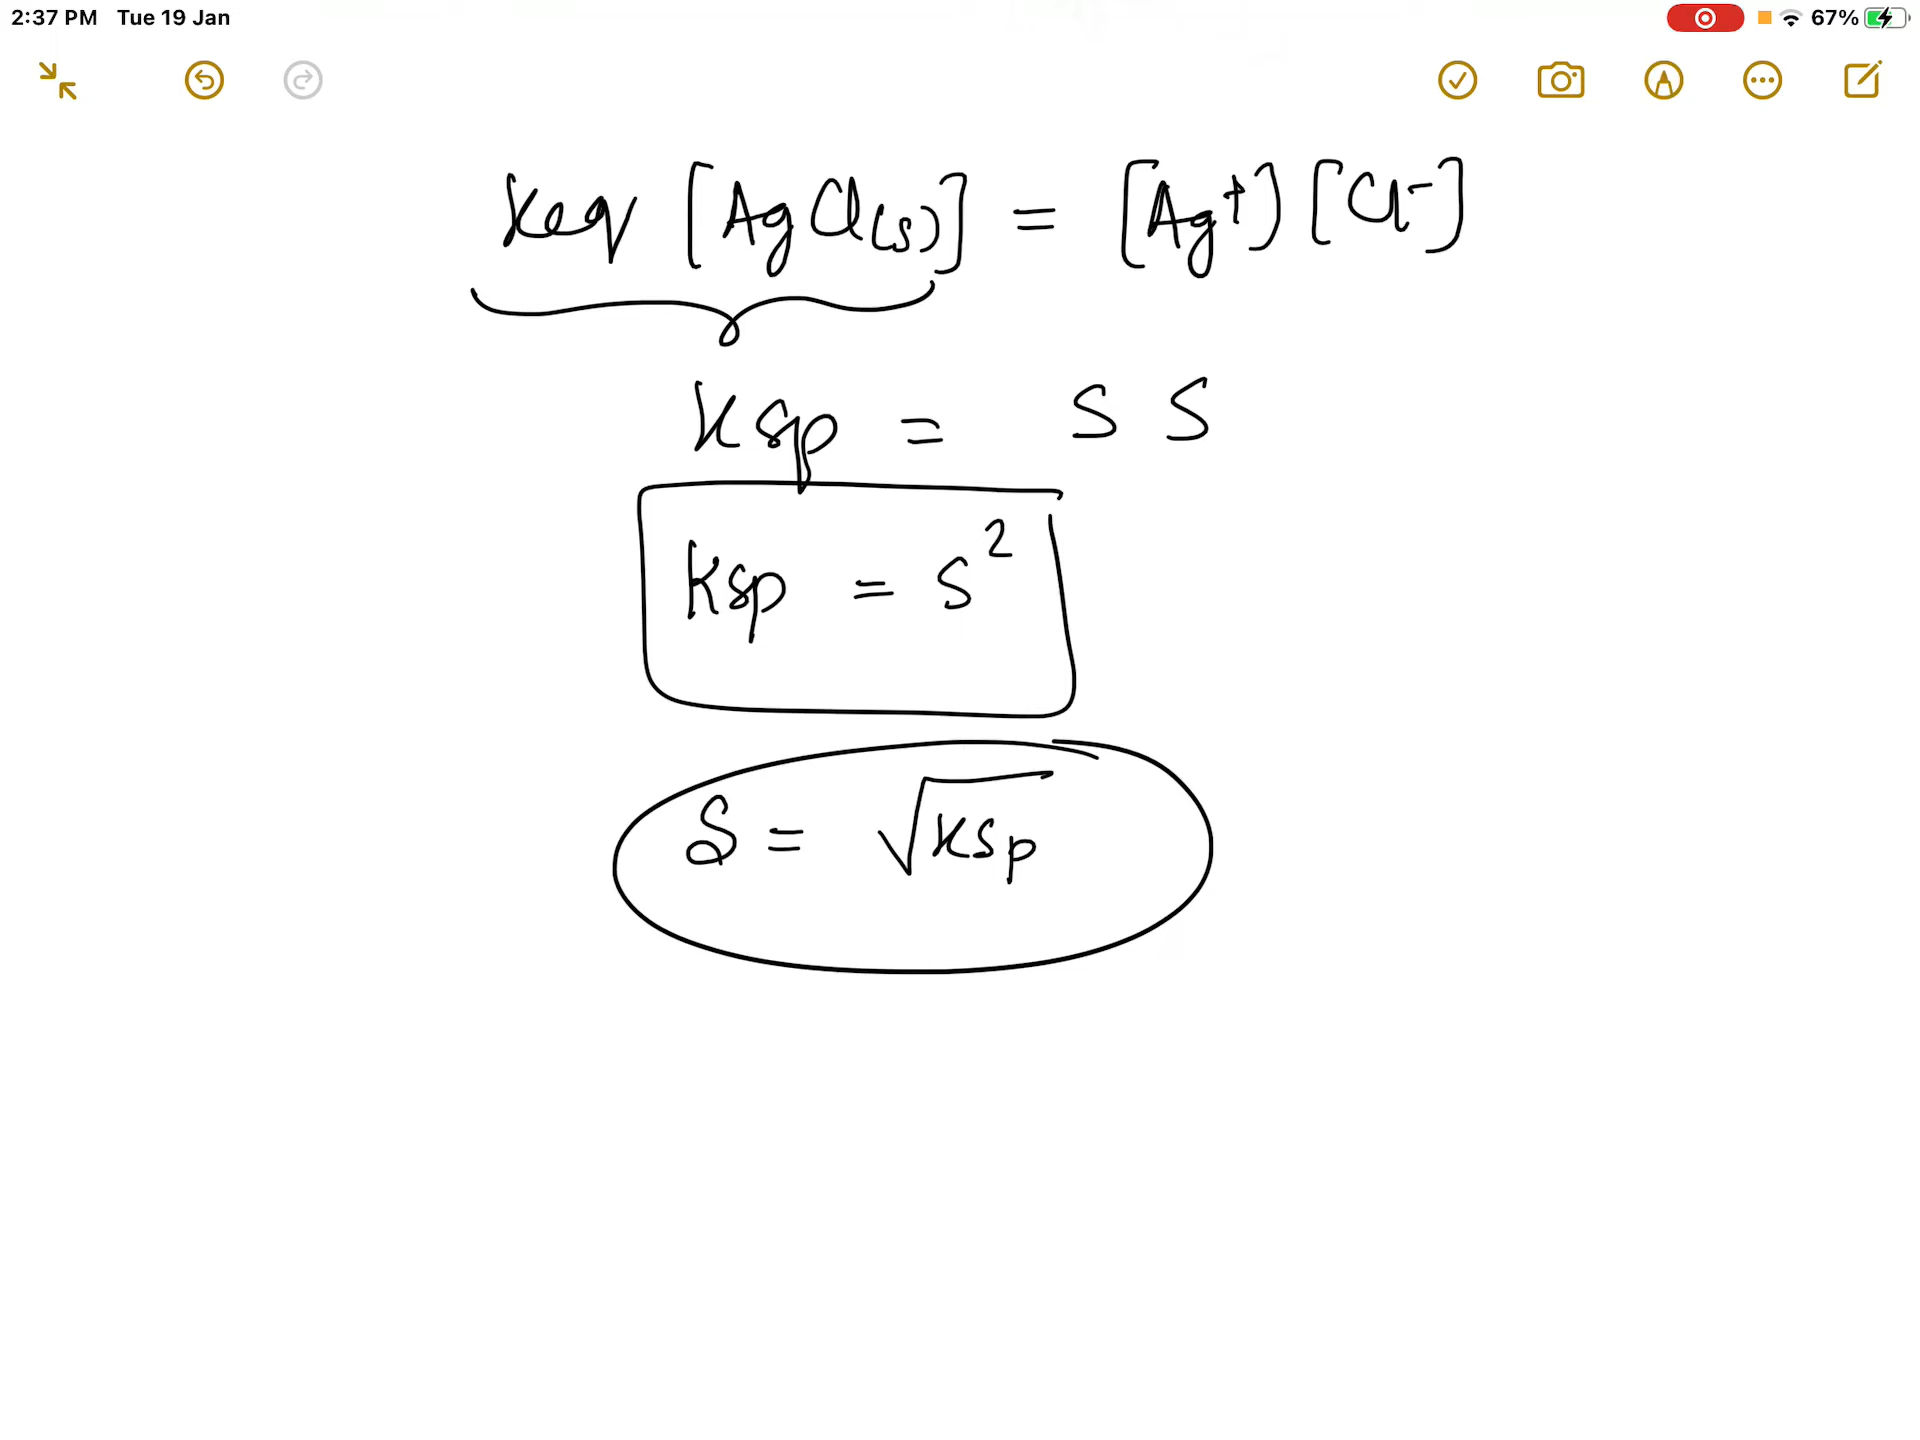 2:37 PM Tue 19 Jan 67%
Keq [AgCl(s)] = [Ag+] [Cl-]
Ksp = S S
Ksp = S²
S = √Ksp